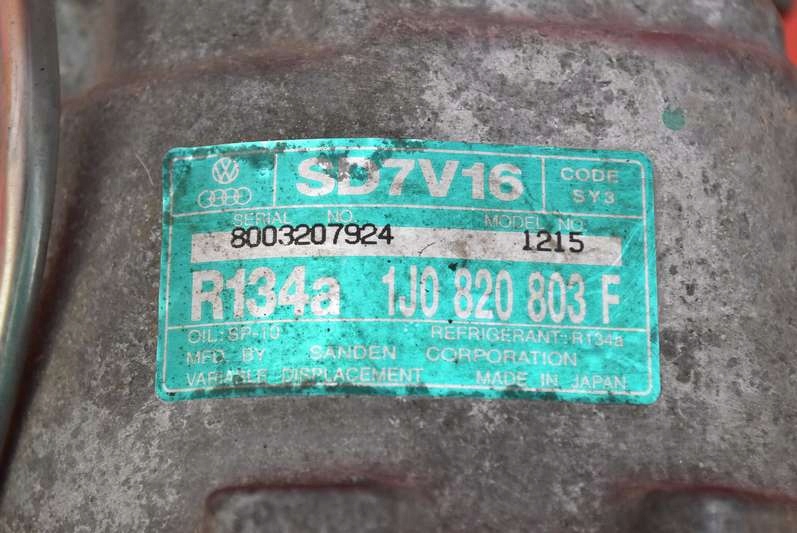 SD7V16
CODE
SY3
SERIAL NO.
MODEL NO.
8003207924 1215
R134a 1J0 820 803 F
OIL: SP-10 REFRIGERANT: R134a
MFD. BY SANDEN CORPORATION
VARIABLE DISPLACEMENT MADE IN JAPAN